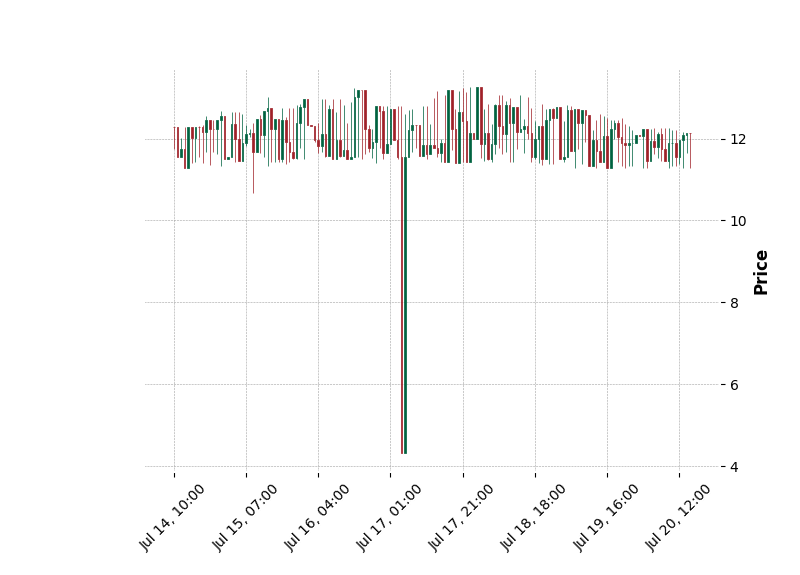 12
10
8
6
4
Price
Jul 14, 10:00
Jul 15, 07:00
Jul 16, 04:00
Jul 17, 01:00
Jul 17, 21:00
Jul 18, 18:00
Jul 19, 16:00
Jul 20, 12:00